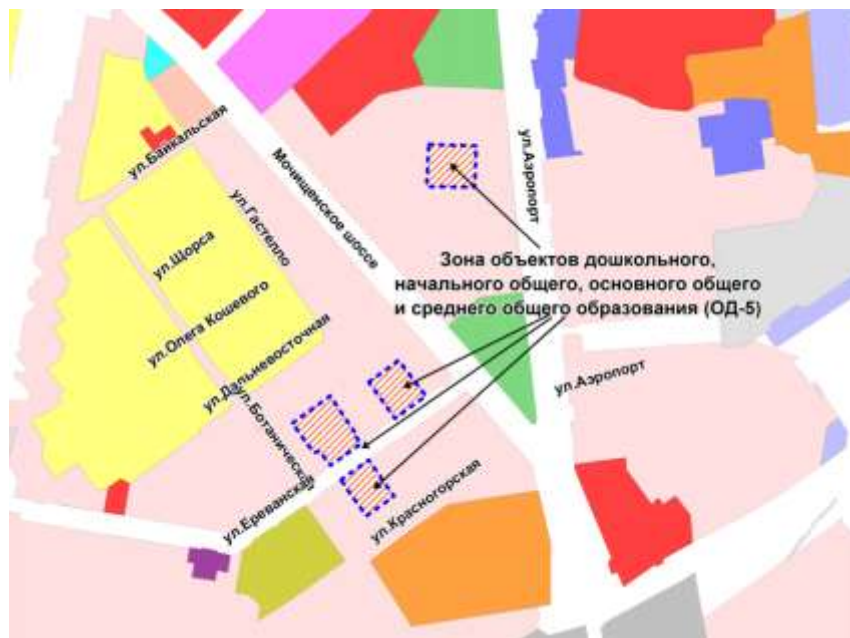 ул.Байкальская
ул.Гастелло
Мочищенское шоссе
ул.Аэропорт
ул.Щорса
Зона объектов дошкольного,
начального общего, основного общего
и среднего общего образования (ОД-5)
ул.Олега Кошевого
ул.Дальневосточная
ул.Аэропорт
ул.Ботаническая
ул.Ереванская
ул.Красногорская